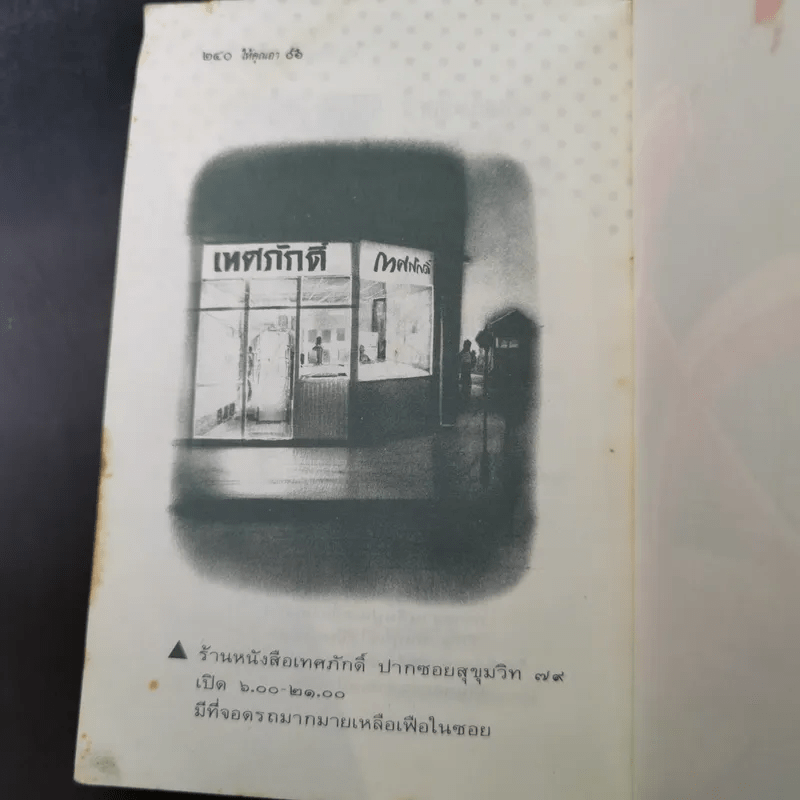 ๒๔๐ ให้คุณเถา ๔๖
เทศภักดิ์
เทศภักดิ์
▲ ร้านหนังสือเทศภักดิ์ ปากซอยสุขุมวิท ๗๙
เปิด ๖.๐๐-๒๑.๐๐
มีที่จอดรถมากมายเหลือเฟือในซอย